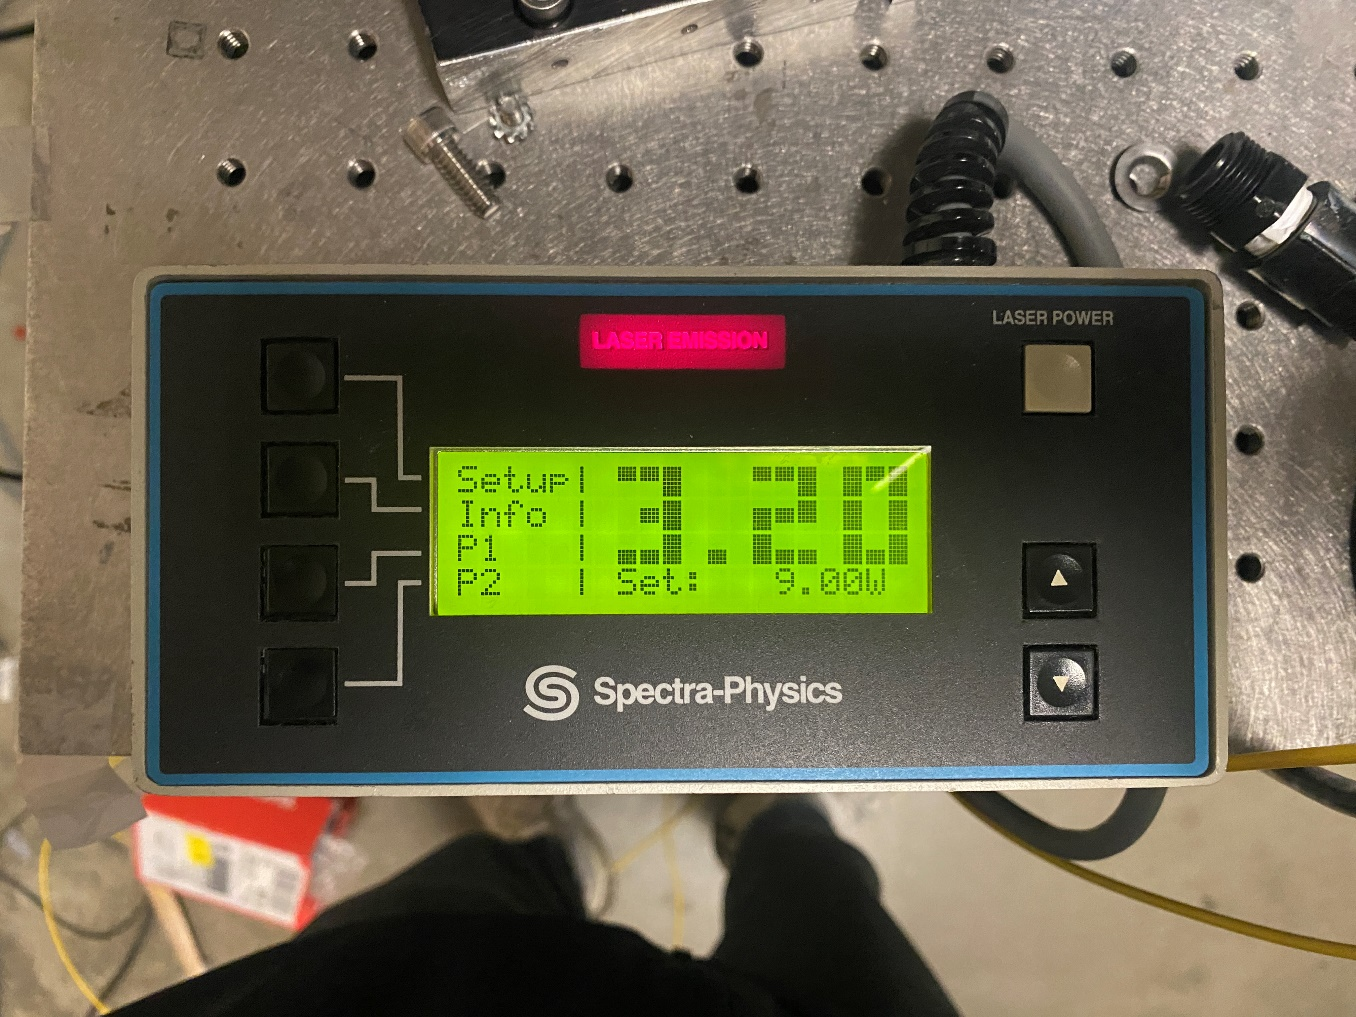 LASER EMISSION
LASER POWER
Setup| 3.20
Info |
P1 |
P2 | Set: 9.00W
Spectra-Physics